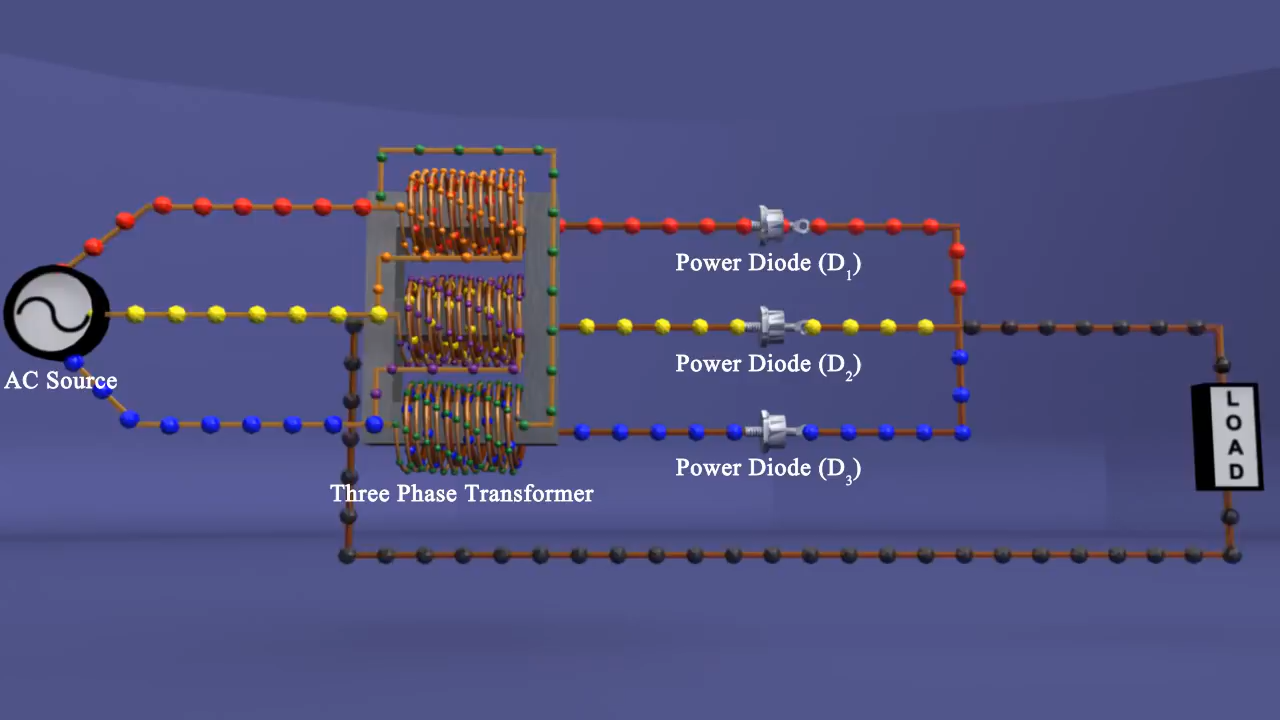 Power Diode (D1)
Power Diode (D2)
AC Source
LOAD
Power Diode (D3)
Three Phase Transformer